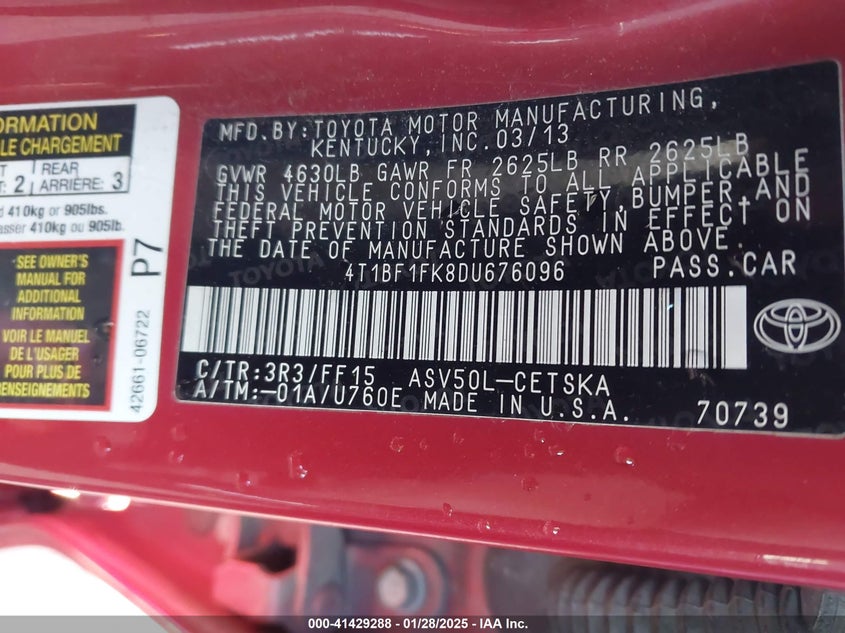 ORMATION
LE CHARGEMENT
2
REAR
ARRIÈRE: 3
410kg or 905lbs.
asser 410kg ou 905lb.
SEE OWNER'S
MANUAL FOR
ADDITIONAL
INFORMATION
VOIR LE MANUEL
DE L'USAGER
POUR PLUS DE
RENSEIGNEMENTS
P7
42661-06722
MFD.BY:TOYOTA MOTOR MANUFACTURING,
KENTUCKY,INC.03/13
GVWR 4630LB GAWR FR 2625LB RR 2625LB
THIS VEHICLE CONFORMS TO ALL APPLICABLE
FEDERAL MOTOR VEHICLE SAFETY,BUMPER,AND
THEFT PREVENTION STANDARDS IN EFFECT ON
THE DATE OF MANUFACTURE SHOWN ABOVE.
4T1BF1FK8DU676096 PASS.CAR
C/TR:3R3/FF15 ASV50L-CETSKA
A/TM:-01A/U760E MADE IN U.S.A. 70739
000-41429288 - 01/28/2025 - IAA Inc.